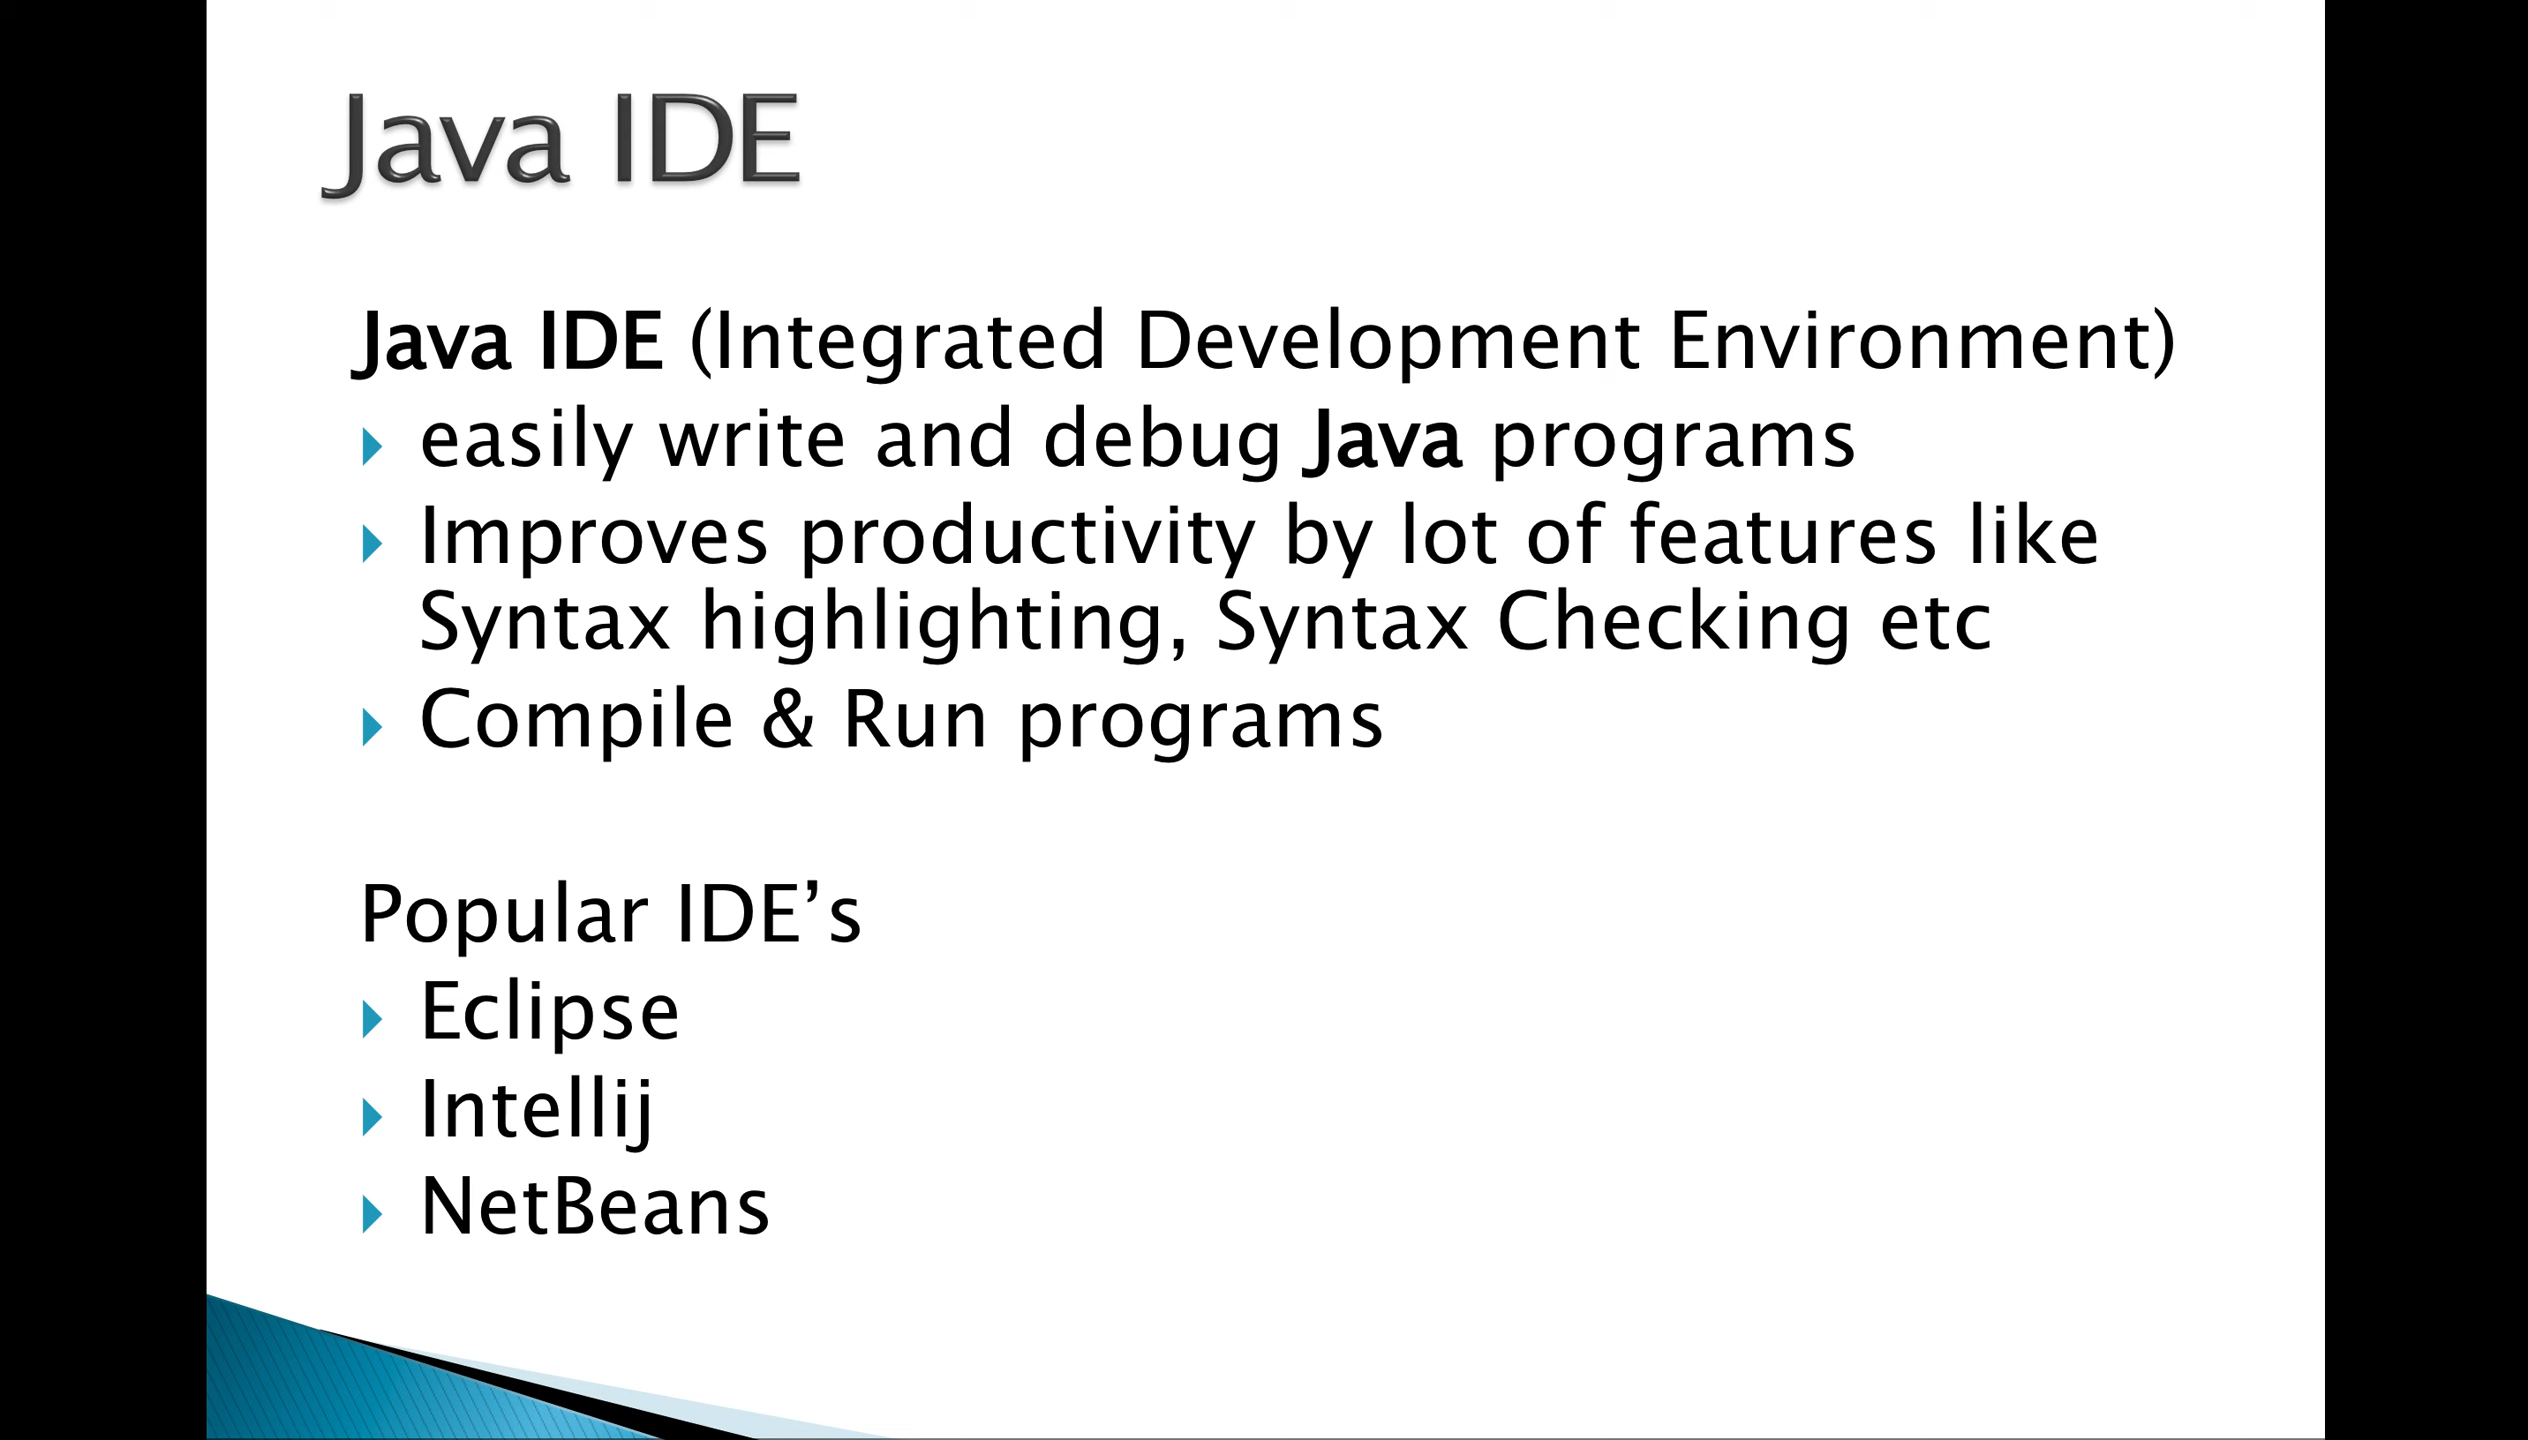 Java IDE
Java IDE (Integrated Development Environment)
easily write and debug Java programs
Improves productivity by lot of features like
Syntax highlighting, Syntax Checking etc
Compile & Run programs
Popular IDE’s
Eclipse
Intellij
NetBeans